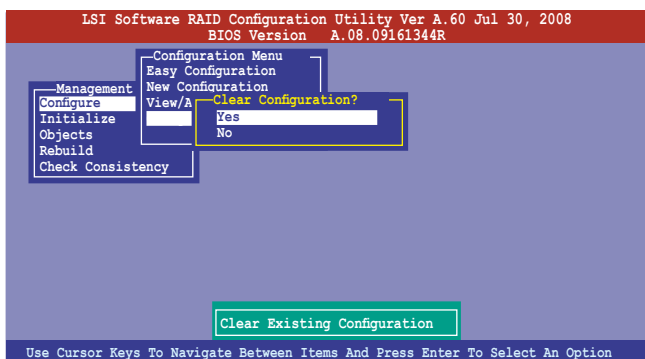 LSI Software RAID Configuration Utility Ver A.60 Jul 30, 2008
BIOS Version A.08.09161344R
Configuration Menu
Easy Configuration
New Configuration
View/A
Management
Configure
Initialize
Objects
Rebuild
Check Consistency
Clear Configuration?
Yes
No
Clear Existing Configuration
Use Cursor Keys To Navigate Between Items And Press Enter To Select An Option